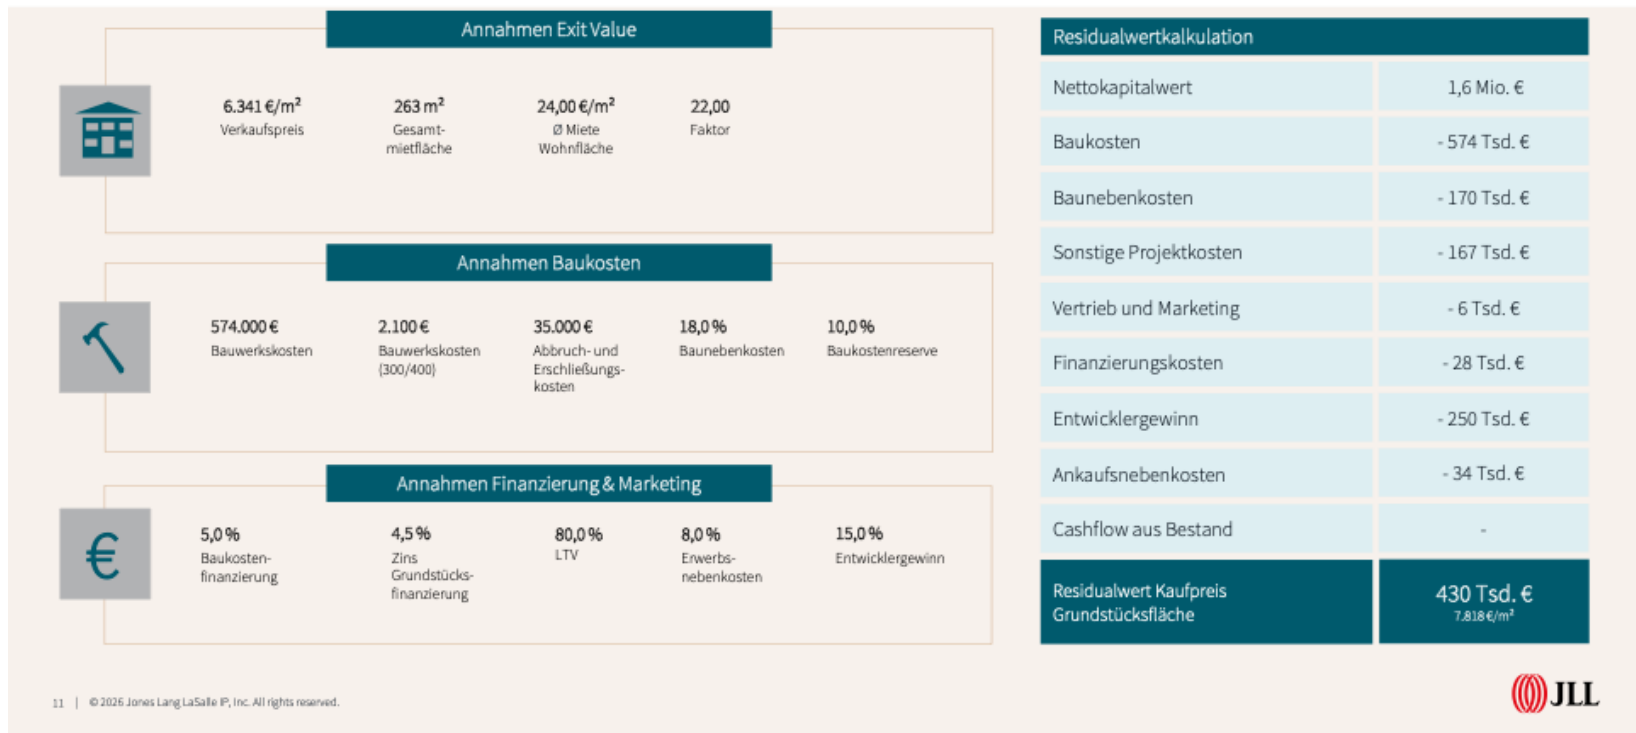 Annahmen Exit Value
6.341 €/m²
Verkaufspreis
263 m²
Gesamt-
mietfläche
24,00 €/m²
Ø Miete
Wohnfläche
22,00
Faktor
Annahmen Baukosten
574.000 €
Bauwerkskosten
2.100 €
Bauwerkskosten
(300/400)
35.000 €
Abbruch- und
Erschließungs-
kosten
18,0 %
Baunebenkosten
10,0 %
Baukostenreserve
Annahmen Finanzierung & Marketing
5,0 %
Baukosten-
finanzierung
4,5 %
Zins
Grundstücks-
finanzierung
80,0 %
LTV
8,0 %
Erwerbs-
nebenkosten
15,0 %
Entwicklergewinn
Residualwertkalkulation
Nettokapitalwert 1,6 Mio. €
Baukosten - 574 Tsd. €
Baunebenkosten - 170 Tsd. €
Sonstige Projektkosten - 167 Tsd. €
Vertrieb und Marketing - 6 Tsd. €
Finanzierungskosten - 28 Tsd. €
Entwicklergewinn - 250 Tsd. €
Ankaufsnebenkosten - 34 Tsd. €
Cashflow aus Bestand -
Residualwert Kaufpreis
Grundstücksfläche
430 Tsd. €
7.818 €/m²
11 | © 2026 Jones Lang LaSalle IP, Inc. All rights reserved.
JLL